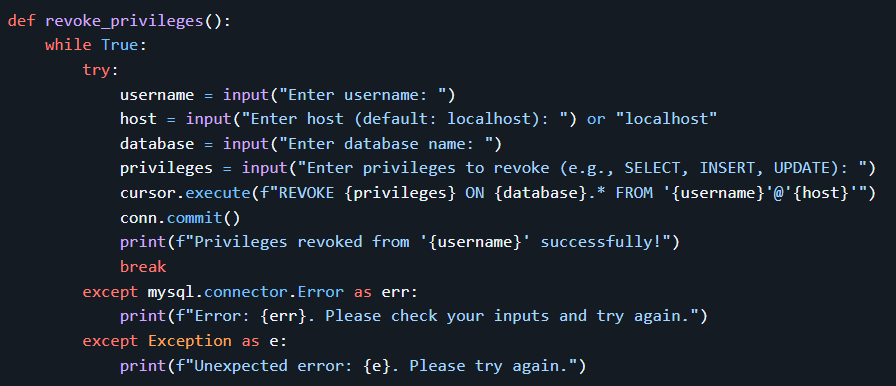 def revoke_privileges():
    while True:
        try:
            username = input("Enter username: ")
            host = input("Enter host (default: localhost): ") or "localhost"
            database = input("Enter database name: ")
            privileges = input("Enter privileges to revoke (e.g., SELECT, INSERT, UPDATE): ")
            cursor.execute(f"REVOKE {privileges} ON {database}.* FROM '{username}'@'{host}'")
            conn.commit()
            print(f"Privileges revoked from '{username}' successfully!")
            break
        except mysql.connector.Error as err:
            print(f"Error: {err}. Please check your inputs and try again.")
        except Exception as e:
            print(f"Unexpected error: {e}. Please try again.")